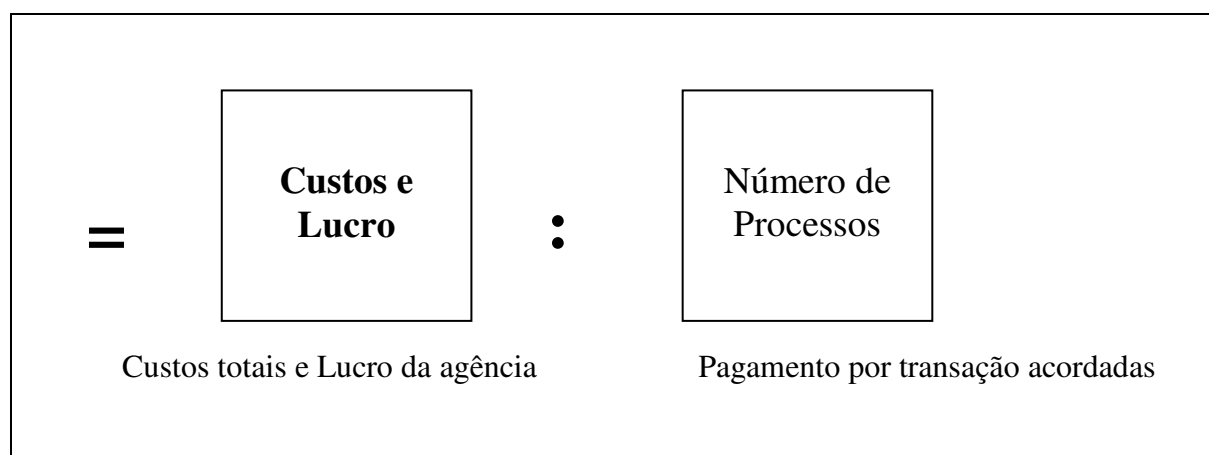 Custos e
Lucro
=
:
Número de
Processos
Custos totais e Lucro da agência
Pagamento por transação acordadas